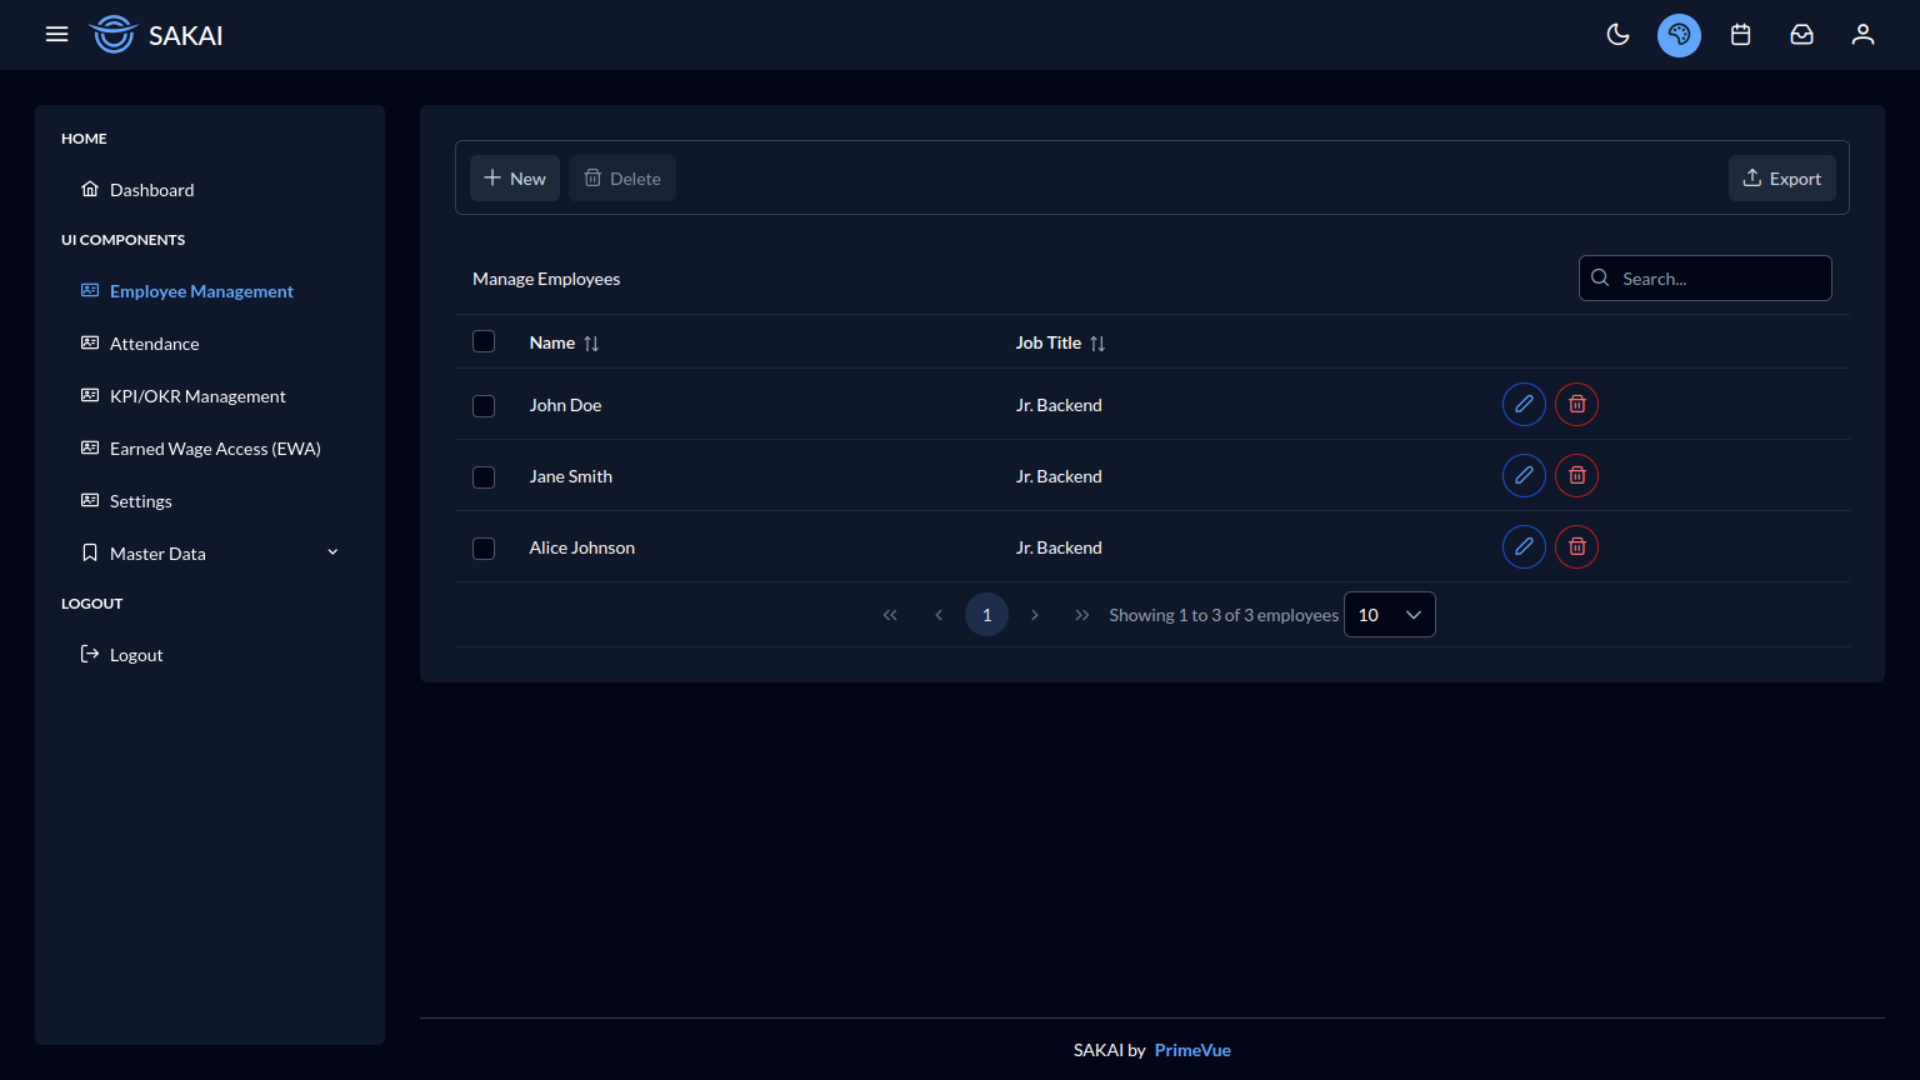 SAKAI
HOME
Dashboard
UI COMPONENTS
Employee Management
Attendance
KPI/OKR Management
Earned Wage Access (EWA)
Settings
Master Data
LOGOUT
Logout
New
Delete
Export
Manage Employees
Search...
Name
Job Title
John Doe
Jr. Backend
Jane Smith
Jr. Backend
Alice Johnson
Jr. Backend
1
Showing 1 to 3 of 3 employees
10
SAKAI by PrimeVue